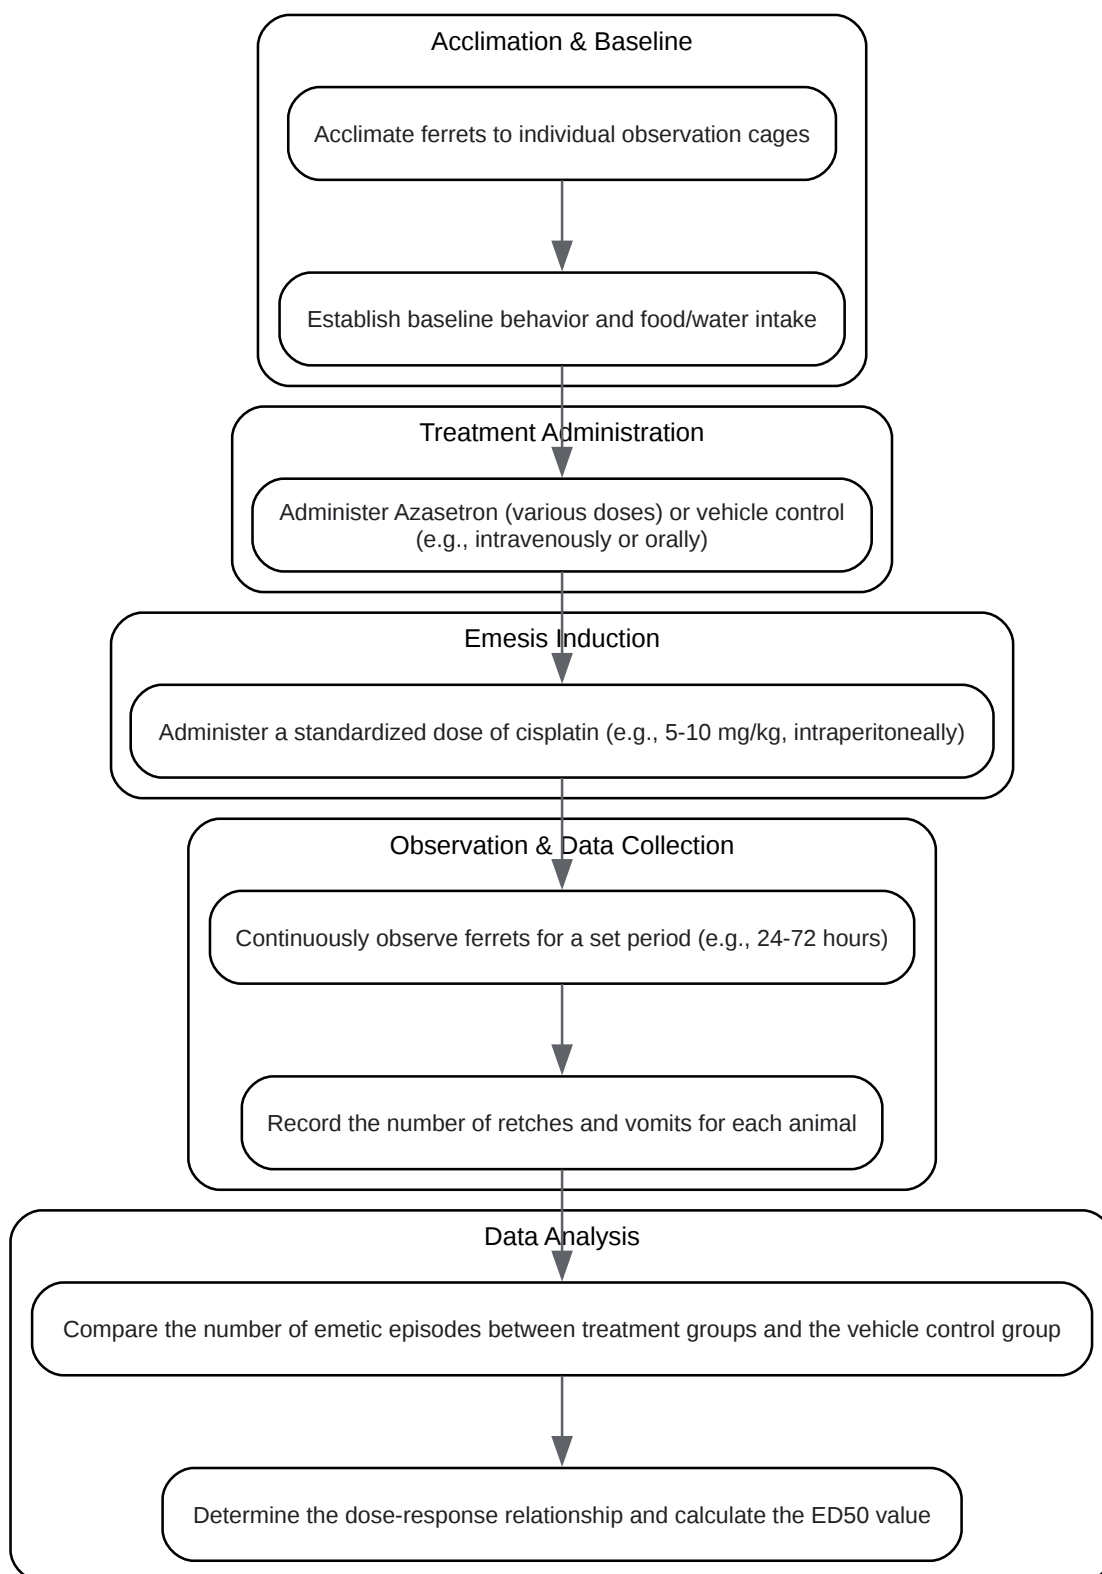 Acclimation & Baseline
Acclimate ferrets to individual observation cages
Establish baseline behavior and food/water intake
Treatment Administration
Administer Azasetron (various doses) or vehicle control
(e.g., intravenously or orally)
Emesis Induction
Administer a standardized dose of cisplatin (e.g., 5-10 mg/kg, intraperitoneally)
Observation & Data Collection
Continuously observe ferrets for a set period (e.g., 24-72 hours)
Record the number of retches and vomits for each animal
Data Analysis
Compare the number of emetic episodes between treatment groups and the vehicle control group
Determine the dose-response relationship and calculate the ED50 value